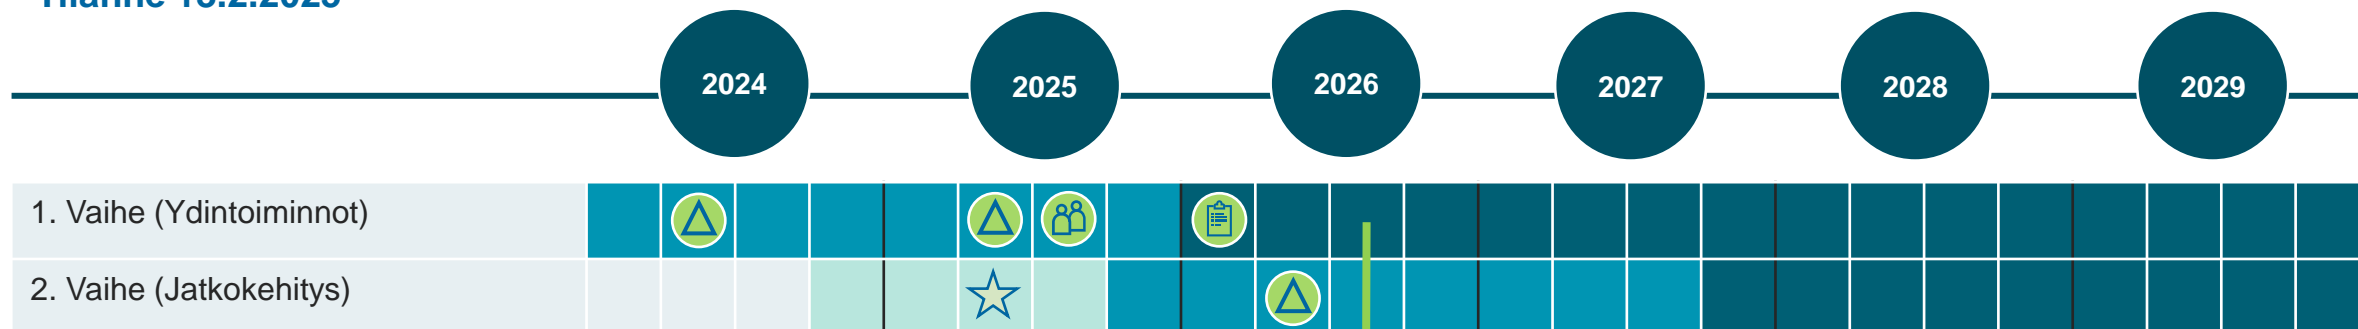 2024 2025 2026 2027 2028 2029
1. Vaihe (Ydintoiminnot)
2. Vaihe (Jatkokehitys)